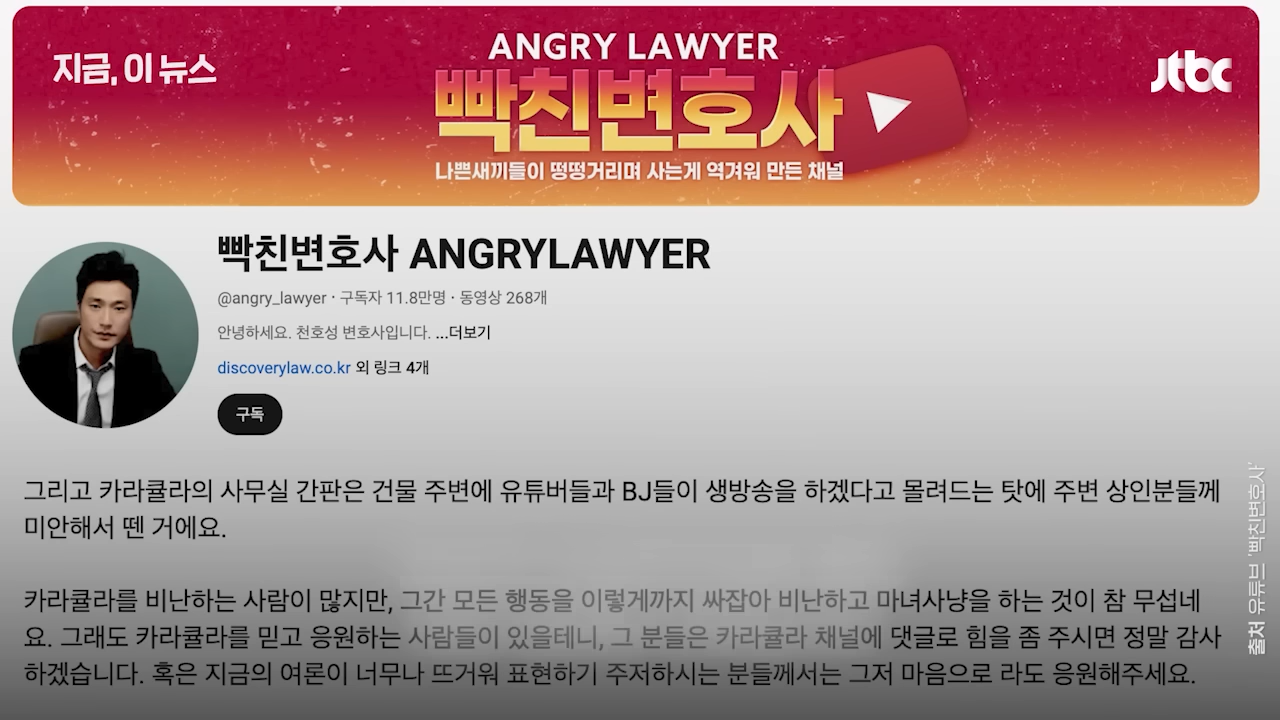 지금, 이 뉴스
ANGRY LAWYER
jtbc
빡친변호사
나쁜새끼들이 떵떵거리며 사는게 역겨워 만든 채널
빡친변호사 ANGRYLAWYER
@angry_lawyer · 구독자 11.8만명 · 동영상 268개
안녕하세요. 천호성 변호사입니다. ...더보기
discoverylaw.co.kr 외 링크 4개
구독
그리고 카라큘라의 사무실 간판은 건물 주변에 유튜버들과 BJ들이 생방송을 하겠다고 몰려드는 탓에 주변 상인분들께
미안해서 뗀 거에요.
카라큘라를 비난하는 사람이 많지만, 그간 모든 행동을 이렇게까지 싸잡아 비난하고 마녀사냥을 하는 것이 참 무섭네
요. 그래도 카라큘라를 믿고 응원하는 사람들이 있을테니, 그 분들은 카라큘라 채널에 댓글로 힘을 좀 주시면 정말 감사
하겠습니다. 혹은 지금의 여론이 너무나 뜨거워 표현하기 주저하시는 분들께서는 그저 마음으로 라도 응원해주세요.
출처 유튜브 '빡친변호사'